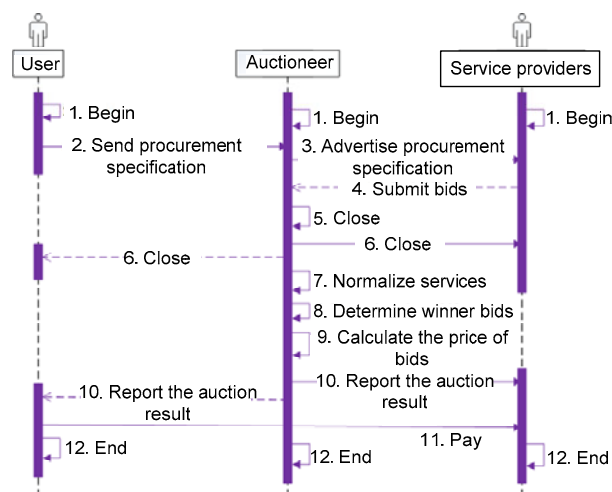 User
Auctioneer
Service providers
1. Begin
1. Begin
1. Begin
2. Send procurement
specification
3. Advertise procurement
specification
4. Submit bids
5. Close
6. Close
6. Close
7. Normalize services
8. Determine winner bids
9. Calculate the price of
bids
10. Report the auction
result
10. Report the auction
result
11. Pay
12. End
12. End
12. End